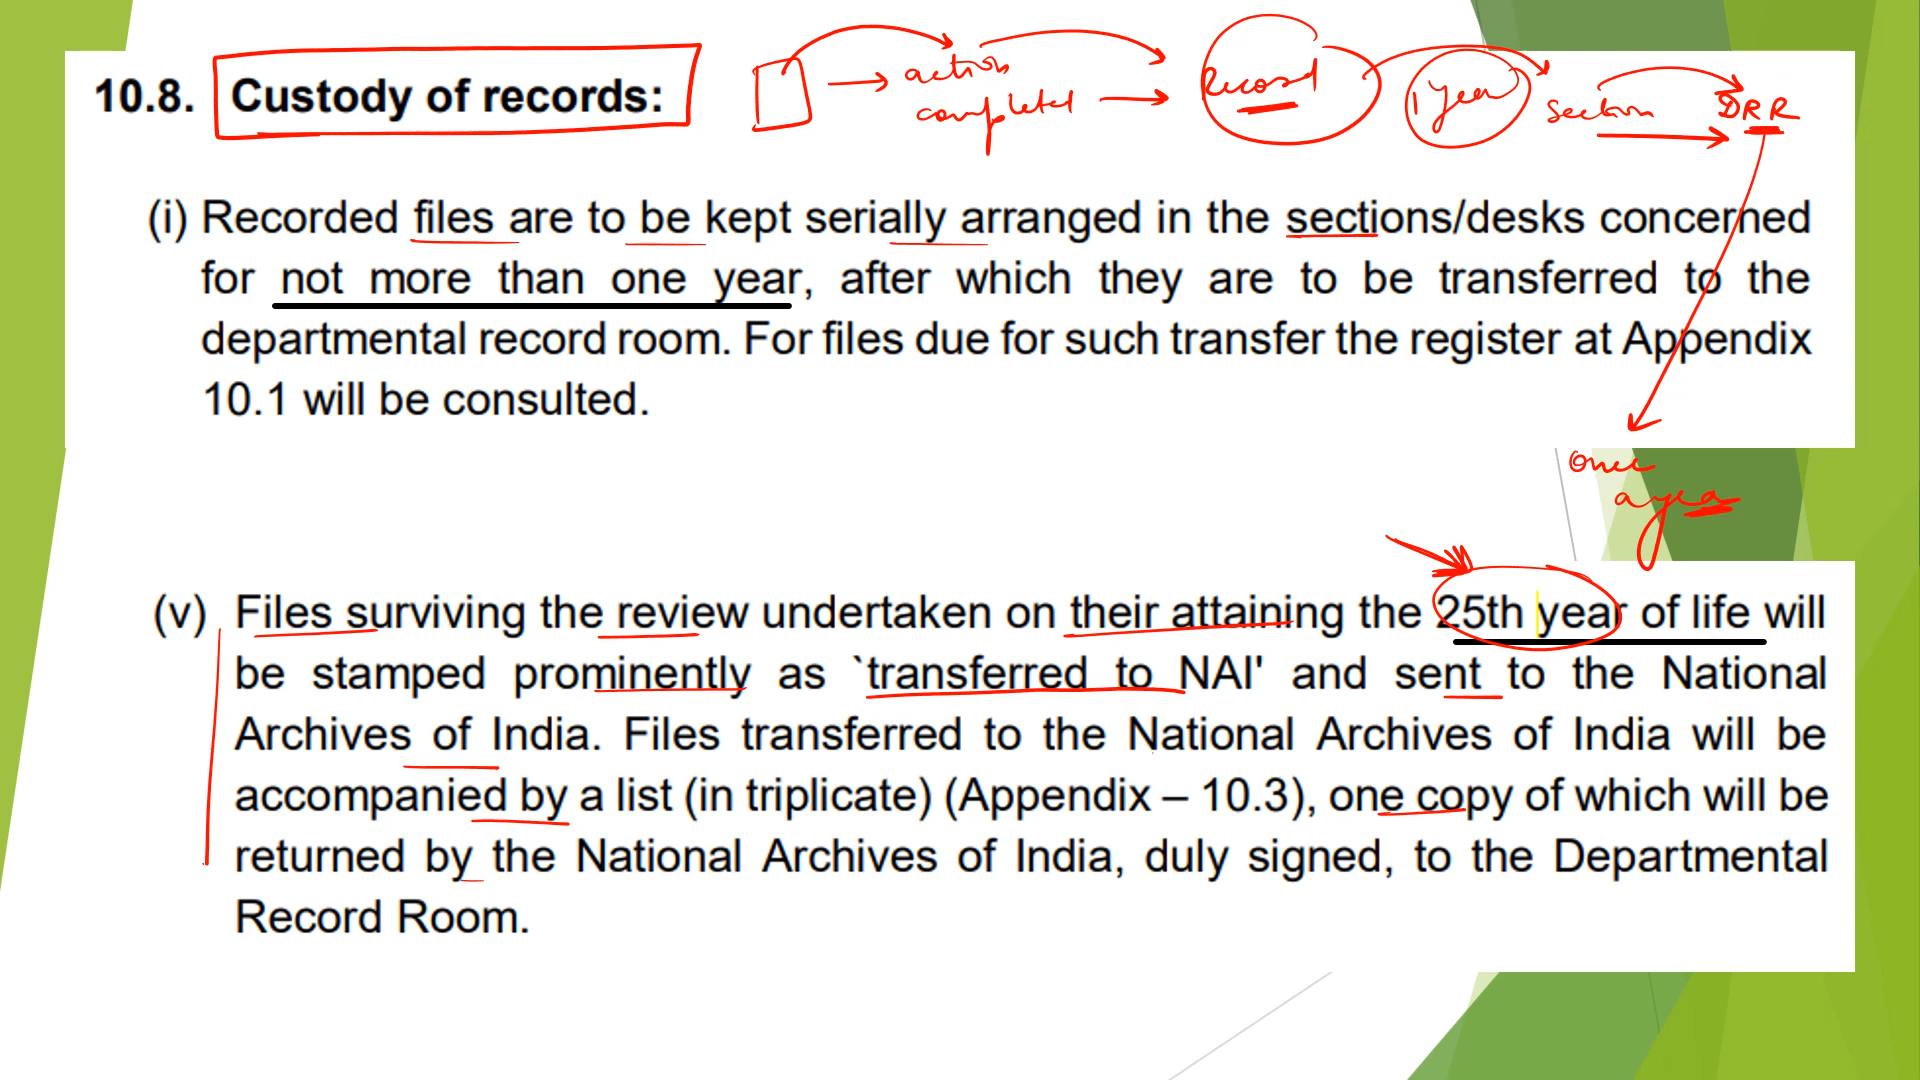 10.8. Custody of records:
action
completed
Record
1 year
section
DRR
(i) Recorded files are to be kept serially arranged in the sections/desks concerned
for not more than one year, after which they are to be transferred to the
departmental record room. For files due for such transfer the register at Appendix
10.1 will be consulted.
once
a year
(v) Files surviving the review undertaken on their attaining the 25th year of life will
be stamped prominently as `transferred to NAI' and sent to the National
Archives of India. Files transferred to the National Archives of India will be
accompanied by a list (in triplicate) (Appendix – 10.3), one copy of which will be
returned by the National Archives of India, duly signed, to the Departmental
Record Room.